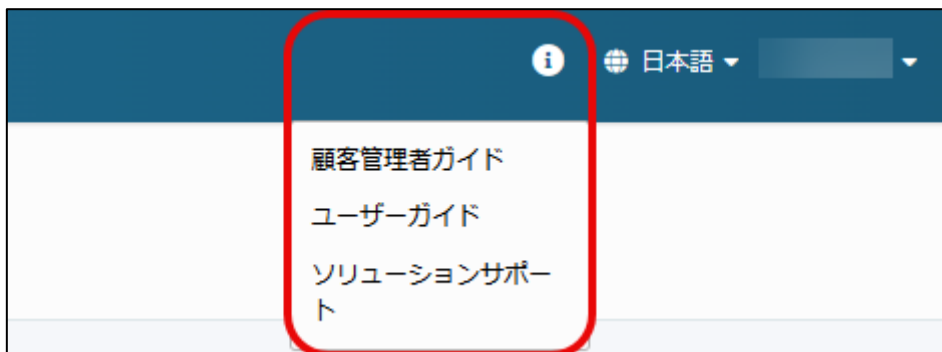 日本語
顧客管理者ガイド
ユーザーガイド
ソリューションサポー
ト